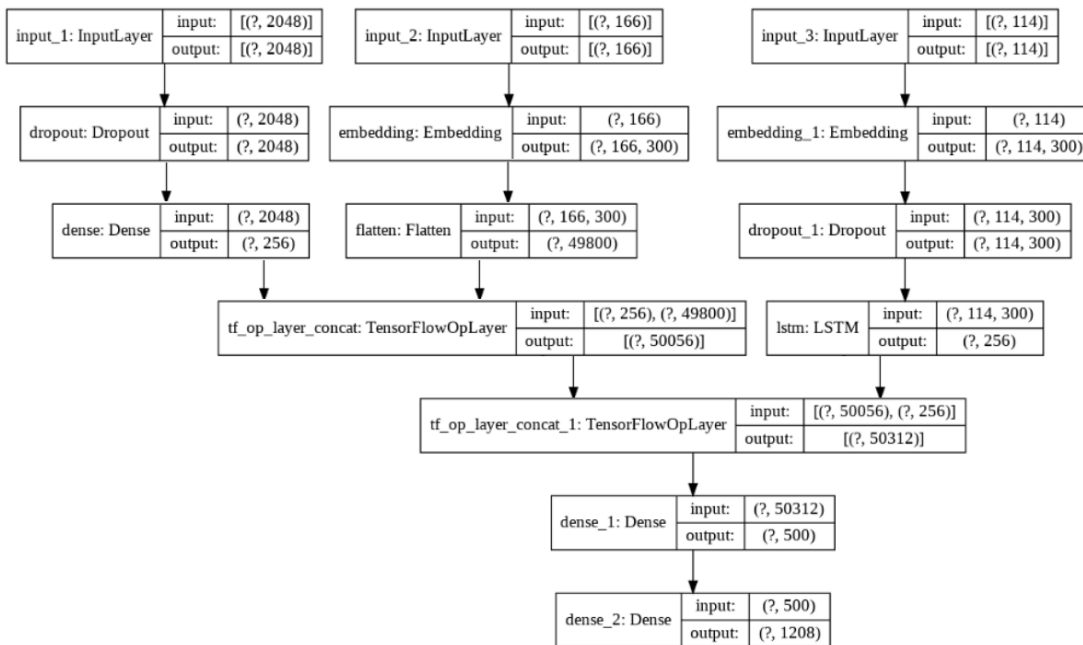 input_1: InputLayer input: [(?, 2048)] output: [(?, 2048)]
input_2: InputLayer input: [(?, 166)] output: [(?, 166)]
input_3: InputLayer input: [(?, 114)] output: [(?, 114)]
dropout: Dropout input: (?, 2048) output: (?, 2048)
embedding: Embedding input: (?, 166) output: (?, 166, 300)
embedding_1: Embedding input: (?, 114) output: (?, 114, 300)
dense: Dense input: (?, 2048) output: (?, 256)
flatten: Flatten input: (?, 166, 300) output: (?, 49800)
dropout_1: Dropout input: (?, 114, 300) output: (?, 114, 300)
tf_op_layer_concat: TensorFlowOpLayer input: [(?, 256), (?, 49800)] output: [(?, 50056)]
lstm: LSTM input: (?, 114, 300) output: (?, 256)
tf_op_layer_concat_1: TensorFlowOpLayer input: [(?, 50056), (?, 256)] output: [(?, 50312)]
dense_1: Dense input: (?, 50312) output: (?, 500)
dense_2: Dense input: (?, 500) output: (?, 1208)